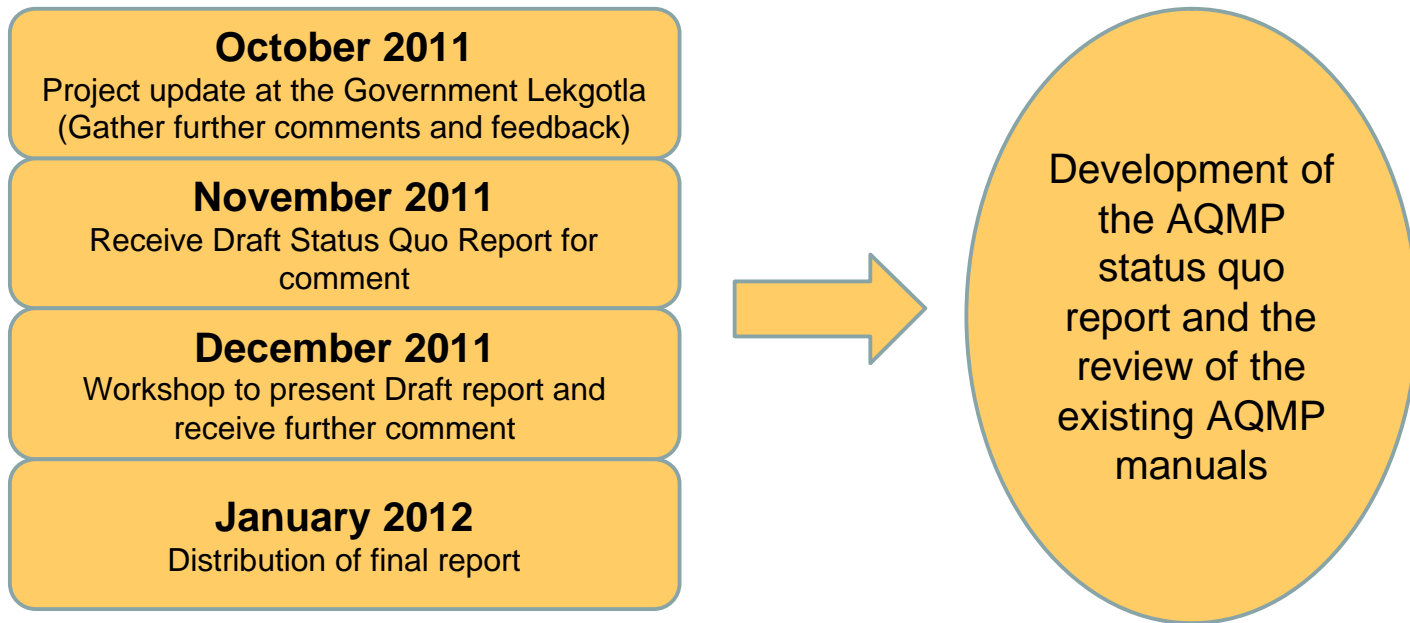 October 2011
Project update at the Government Lekgotla
(Gather further comments and feedback)
November 2011
Receive Draft Status Quo Report for
comment
December 2011
Workshop to present Draft report and
receive further comment
January 2012
Distribution of final report
Development of
the AQMP
status quo
report and the
review of the
existing AQMP
manuals